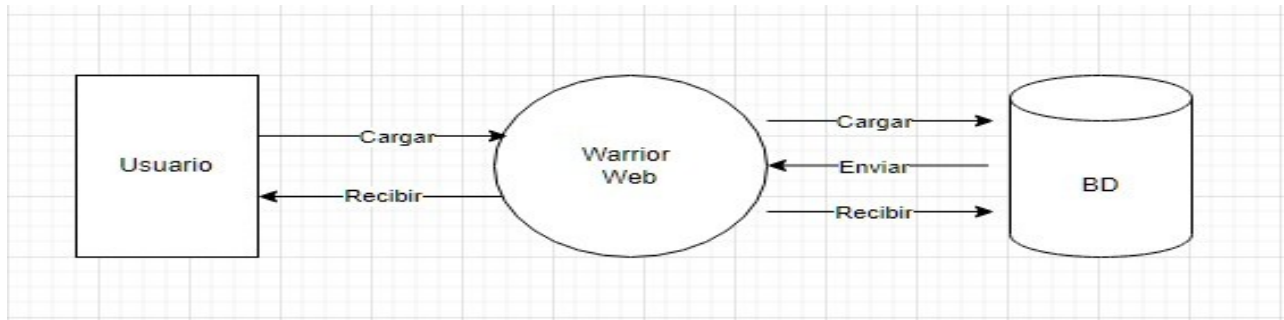 Usuario
Cargar
Recibir
Warrior
Web
Cargar
Enviar
Recibir
BD